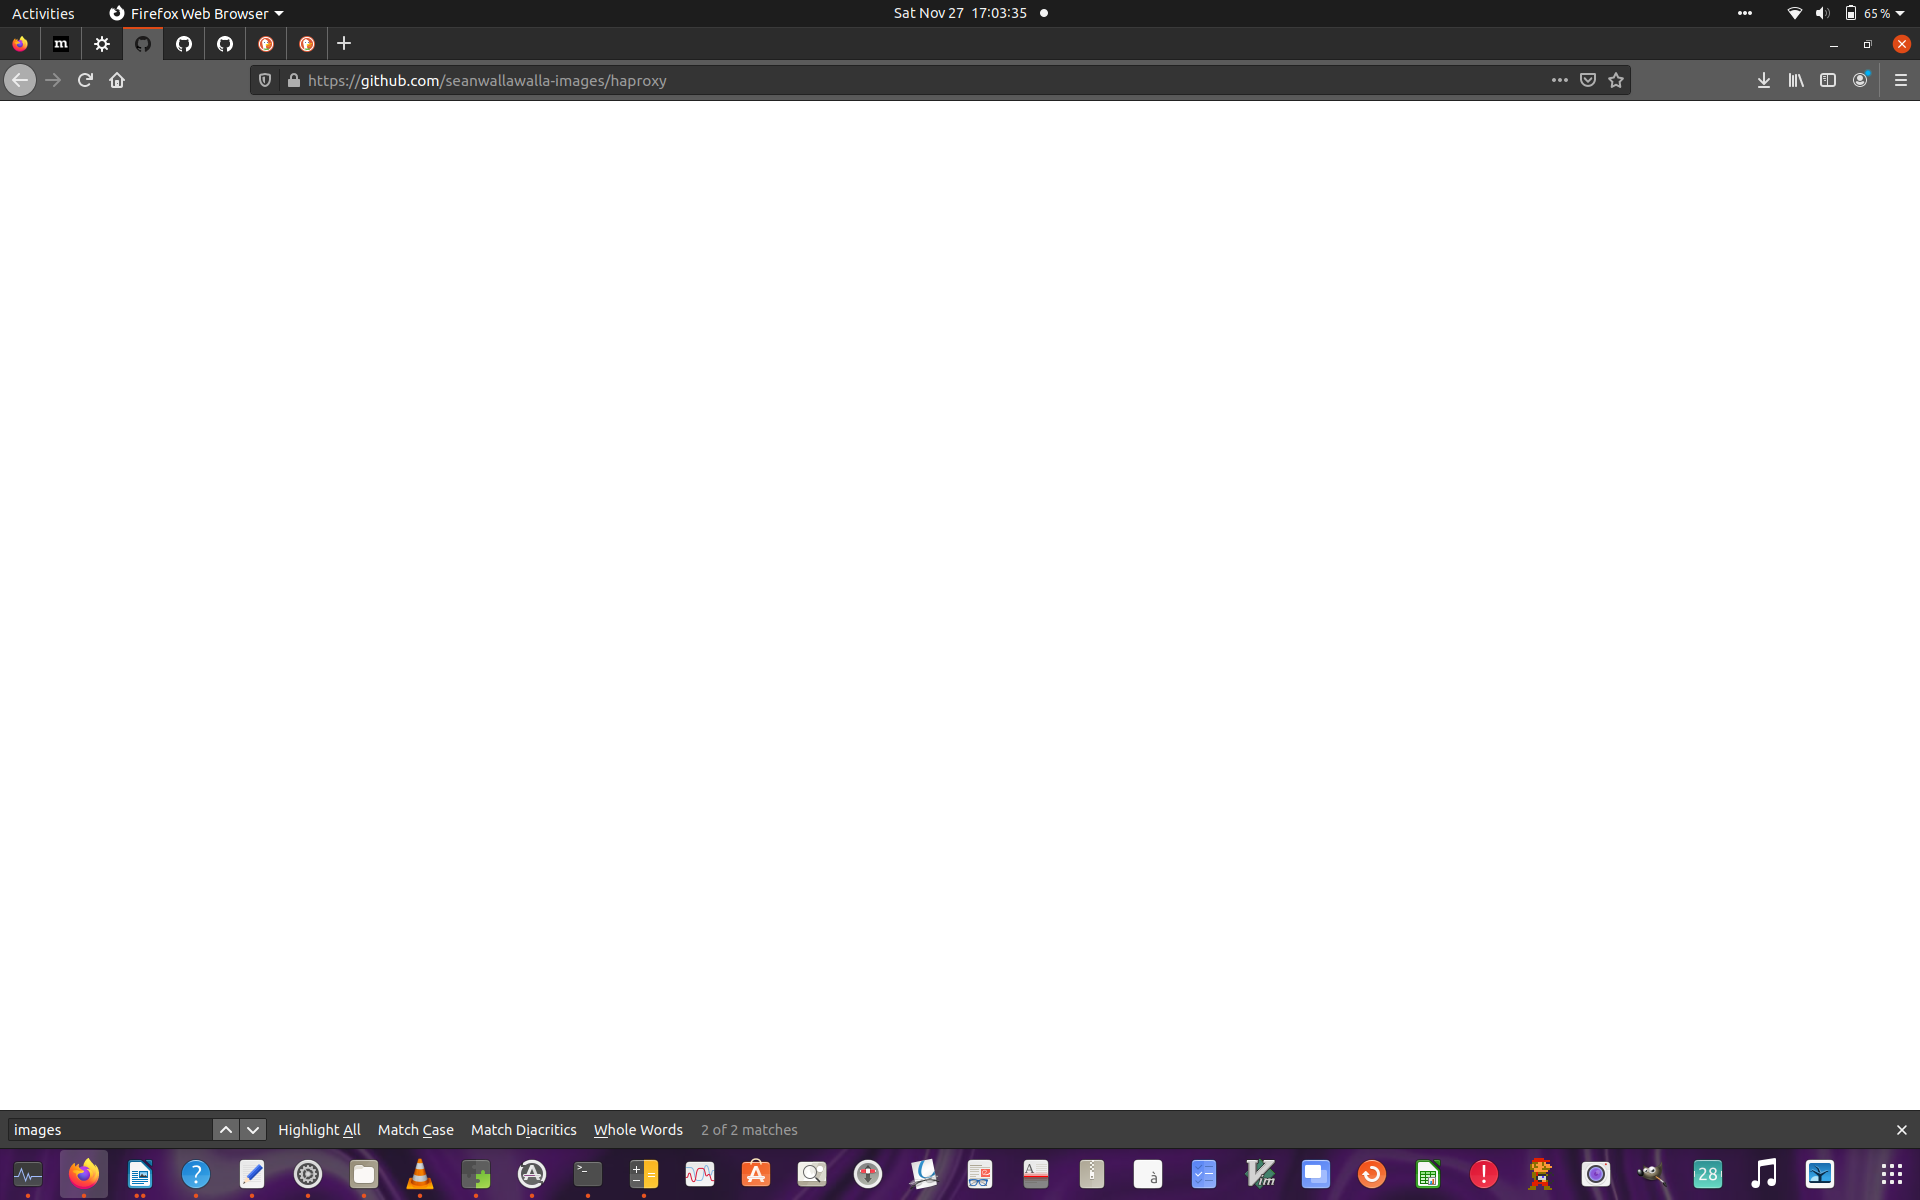 Activities Firefox Web Browser Sat Nov 27 17:03:35 65 %
m
https://github.com/seanwallawalla-images/haproxy
images Highlight All Match Case Match Diacritics Whole Words 2 of 2 matches
? >_ A à Vim ! 28